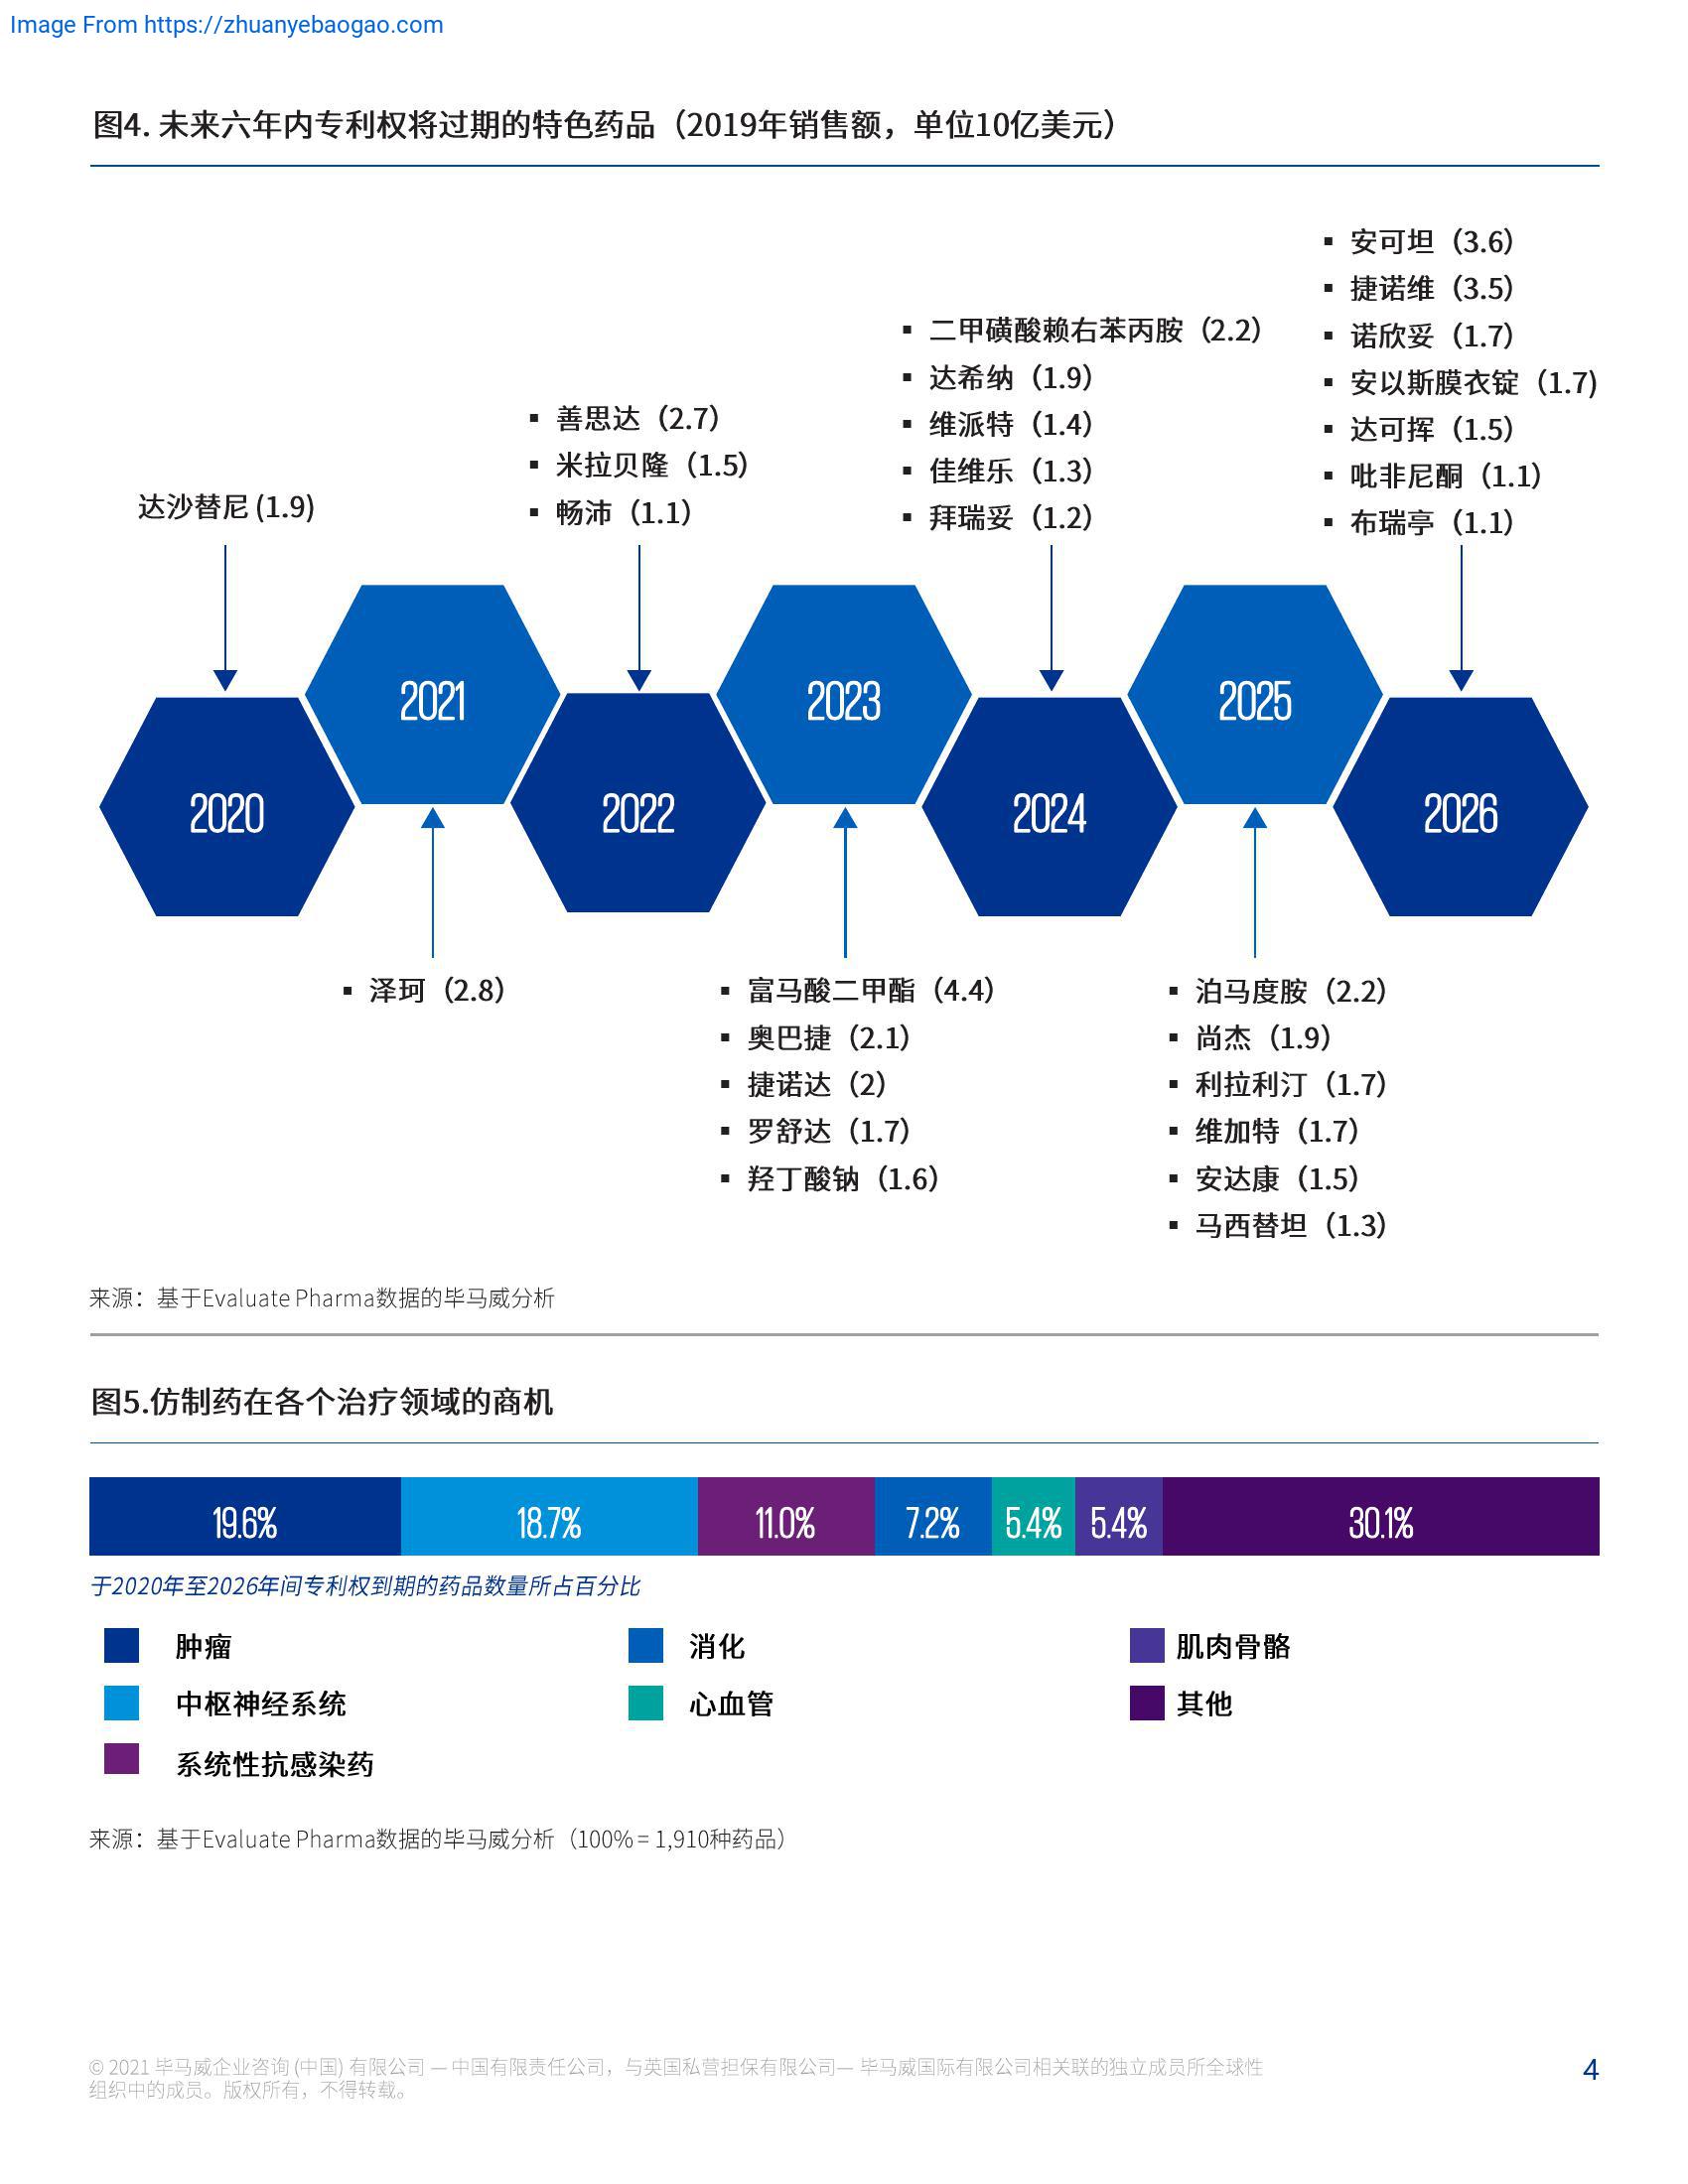 Image From https://zhuanyebaogao.com
图4. 未来六年内专利权将过期的特色药品（2019年销售额，单位10亿美元）
达沙替尼 (1.9)
▪ 善思达（2.7）
▪ 米拉贝隆（1.5）
▪ 畅沛（1.1）
▪ 二甲磺酸赖右苯丙胺（2.2）
▪ 达希纳（1.9）
▪ 维派特（1.4）
▪ 佳维乐（1.3）
▪ 拜瑞妥（1.2）
▪ 安可坦（3.6）
▪ 捷诺维（3.5）
▪ 诺欣妥（1.7）
▪ 安以斯膜衣锭（1.7)
▪ 达可挥（1.5）
▪ 吡非尼酮（1.1）
▪ 布瑞亭（1.1）
2020
2021
2022
2023
2024
2025
2026
▪ 泽珂（2.8）
▪ 富马酸二甲酯（4.4）
▪ 奥巴捷（2.1）
▪ 捷诺达（2）
▪ 罗舒达（1.7）
▪ 羟丁酸钠（1.6）
▪ 泊马度胺（2.2）
▪ 尚杰（1.9）
▪ 利拉利汀（1.7）
▪ 维加特（1.7）
▪ 安达康（1.5）
▪ 马西替坦（1.3）
来源：基于Evaluate Pharma数据的毕马威分析
图5.仿制药在各个治疗领域的商机
19.6% 18.7% 11.0% 7.2% 5.4% 5.4% 30.1%
于2020年至2026年间专利权到期的药品数量所占百分比
肿瘤
消化
肌肉骨骼
中枢神经系统
心血管
其他
系统性抗感染药
来源：基于Evaluate Pharma数据的毕马威分析（100% = 1,910种药品）
© 2021 毕马威企业咨询 (中国) 有限公司 — 中国有限责任公司，与英国私营担保有限公司— 毕马威国际有限公司相关联的独立成员所全球性
组织中的成员。版权所有，不得转载。
4